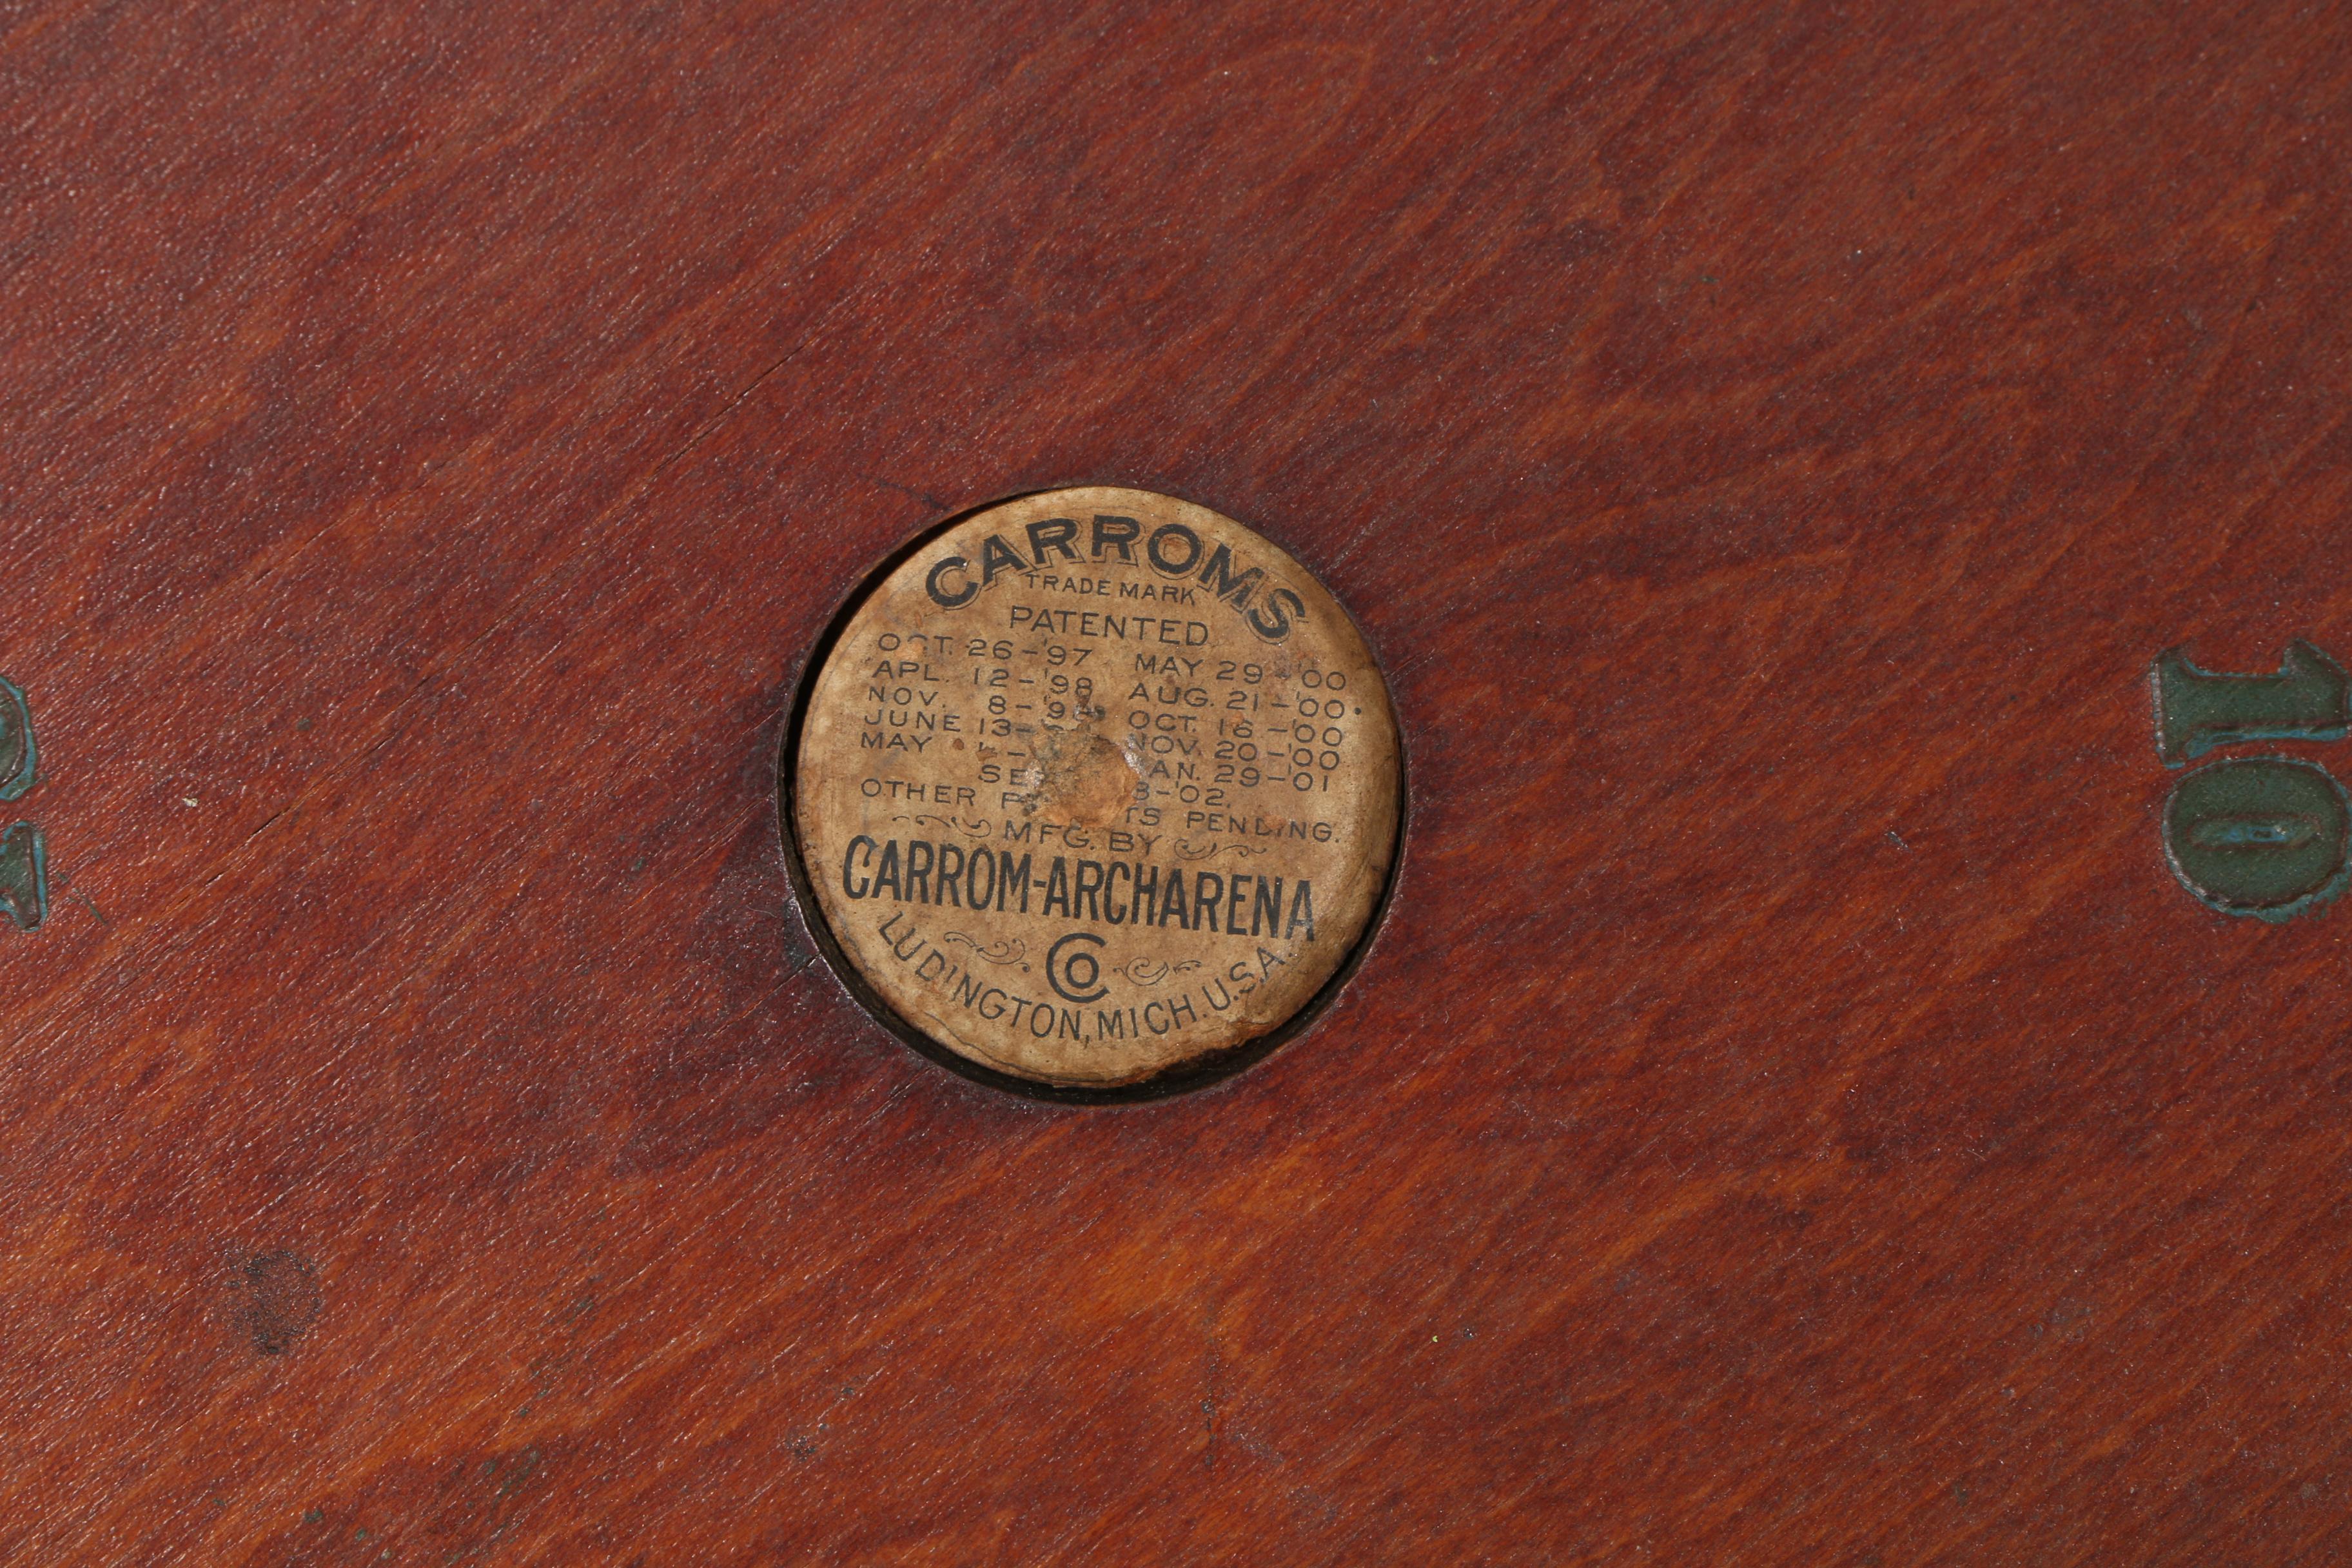 CARROMS
TRADE MARK
PATENTED
OCT. 26-'97 MAY 29-'00
APL. 12-'98 AUG. 21-'00
NOV. 8- OCT. 16-'00
JUNE 13- NOV. 20-'00
MAY JAN. 29-'01
-'02.
OTHER PENDING.
MFG. BY
CARROM-ARCHARENA
CO
LUDINGTON, MICH. U.S.A.
10